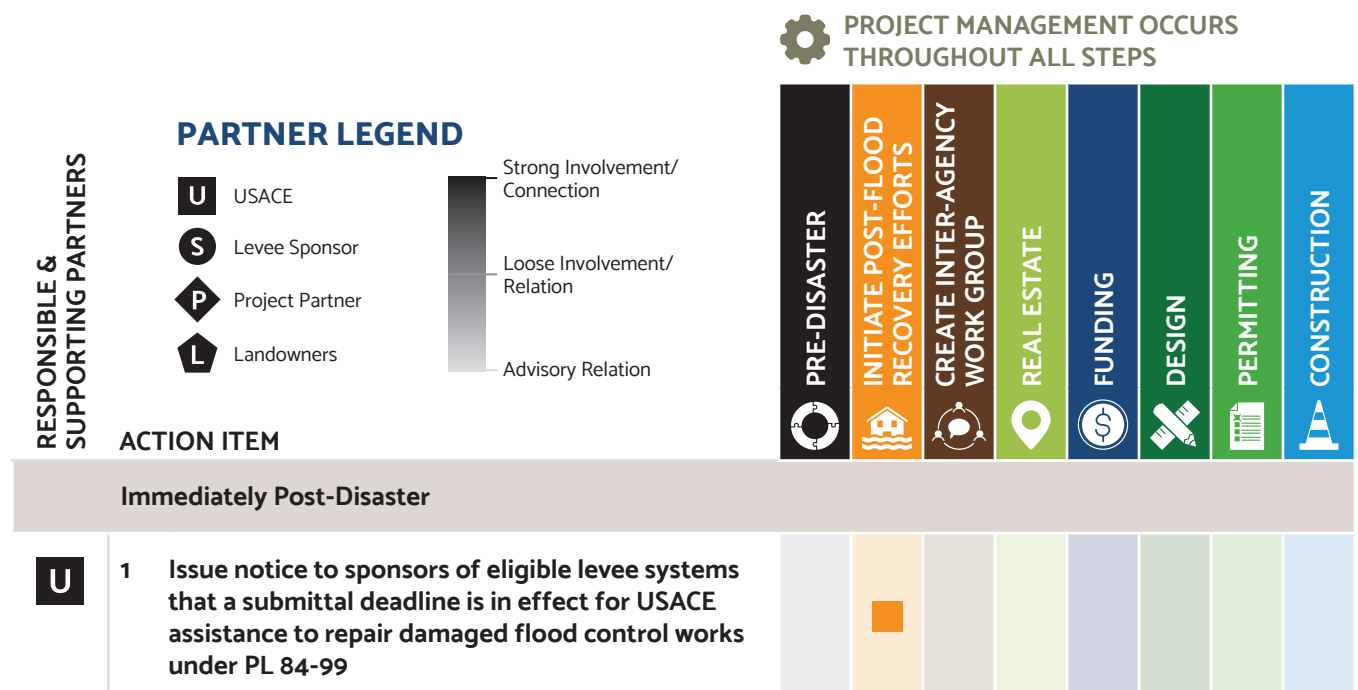 PROJECT MANAGEMENT OCCURS
THROUGHOUT ALL STEPS
RESPONSIBLE &
SUPPORTING PARTNERS
PARTNER LEGEND
U USACE
S Levee Sponsor
P Project Partner
L Landowners
Strong Involvement/
Connection
Loose Involvement/
Relation
Advisory Relation
PRE-DISASTER
INITIATE POST-FLOOD
RECOVERY EFFORTS
CREATE INTER-AGENCY
WORK GROUP
REAL ESTATE
FUNDING
$
DESIGN
PERMITTING
CONSTRUCTION
ACTION ITEM
Immediately Post-Disaster
U 1 Issue notice to sponsors of eligible levee systems
that a submittal deadline is in effect for USACE
assistance to repair damaged flood control works
under PL 84-99